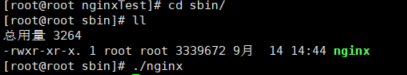 [root@root nginxTest]# cd sbin/
[root@root sbin]# ll
总用量 3264
-rwxr-xr-x. 1 root root 3339672 9月  14 14:44 nginx
[root@root sbin]# ./nginx